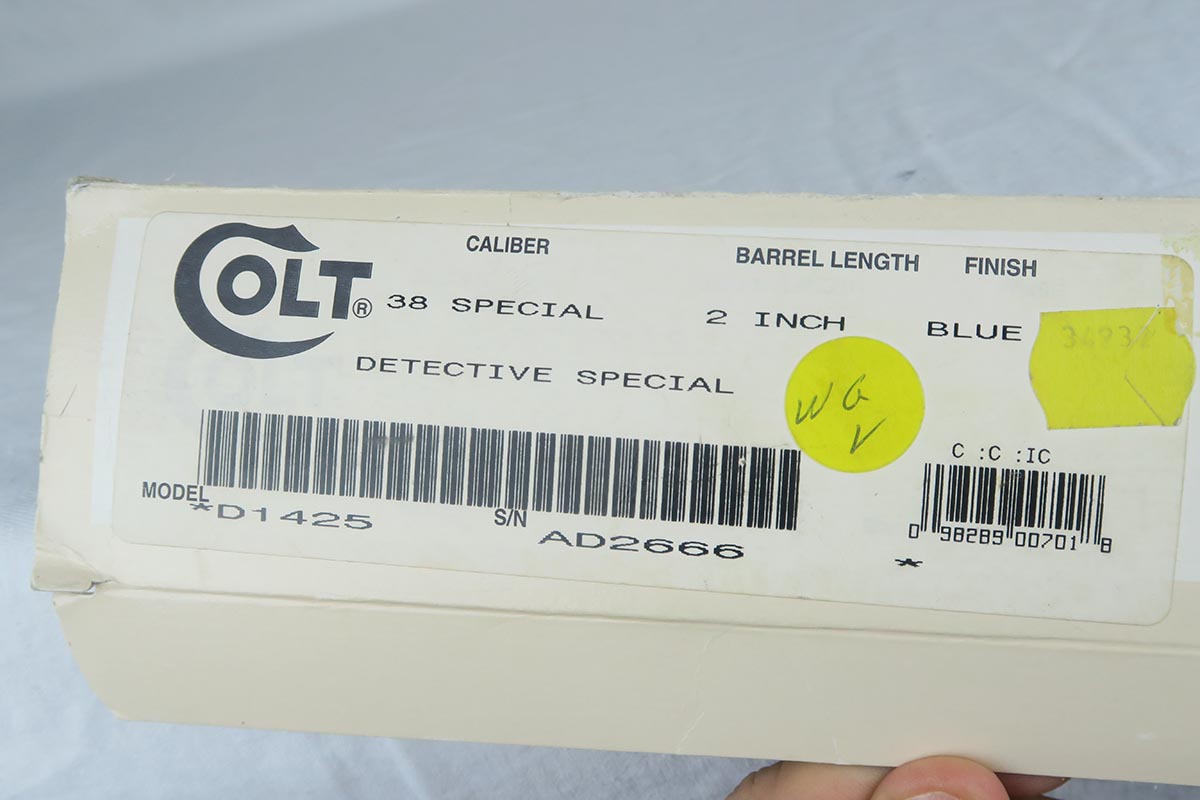 COLT®
CALIBER BARREL LENGTH FINISH
38 SPECIAL 2 INCH BLUE
DETECTIVE SPECIAL
WG
V
C :C :IC
MODEL *D1425 S/N AD2666
0 98289 00701 8
*